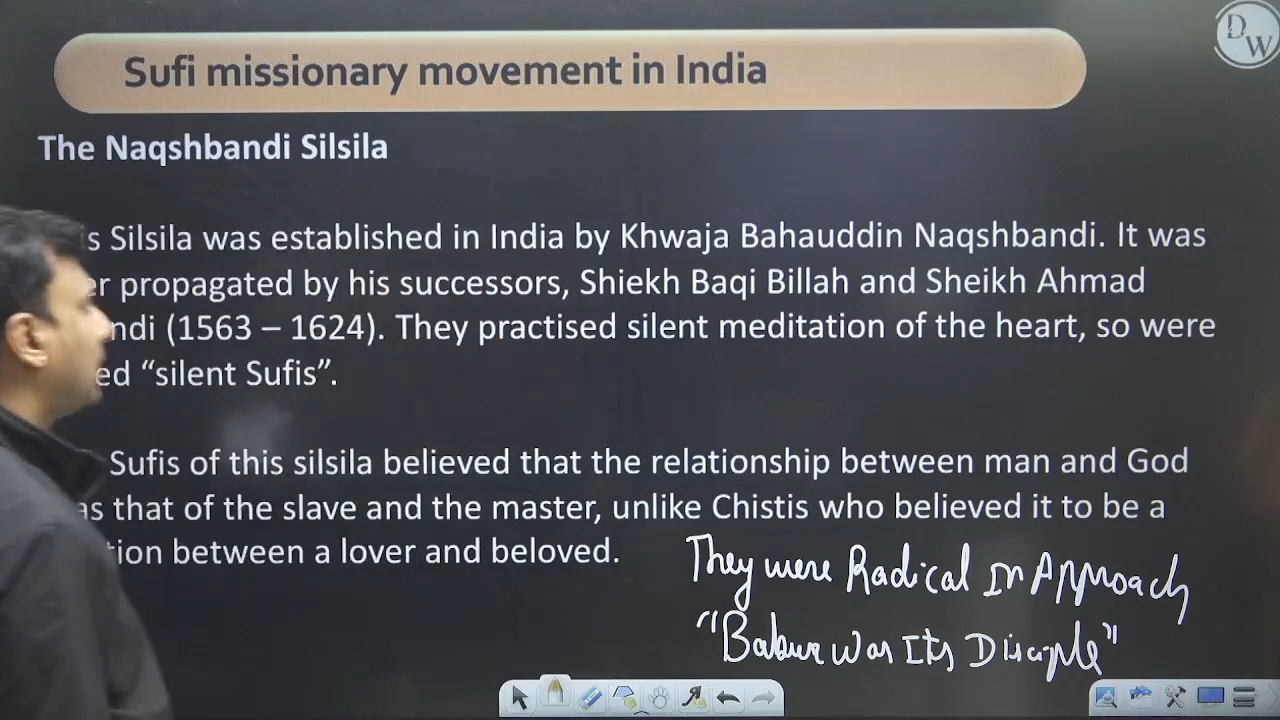 DW
Sufi missionary movement in India
The Naqshbandi Silsila
is Silsila was established in India by Khwaja Bahauddin Naqshbandi. It was
er propagated by his successors, Shiekh Baqi Billah and Sheikh Ahmad
ndi (1563 – 1624). They practised silent meditation of the heart, so were
ed “silent Sufis”.
Sufis of this silsila believed that the relationship between man and God
as that of the slave and the master, unlike Chistis who believed it to be a
tion between a lover and beloved.
They were Radical In Approach
"Babur was Its Disciple"